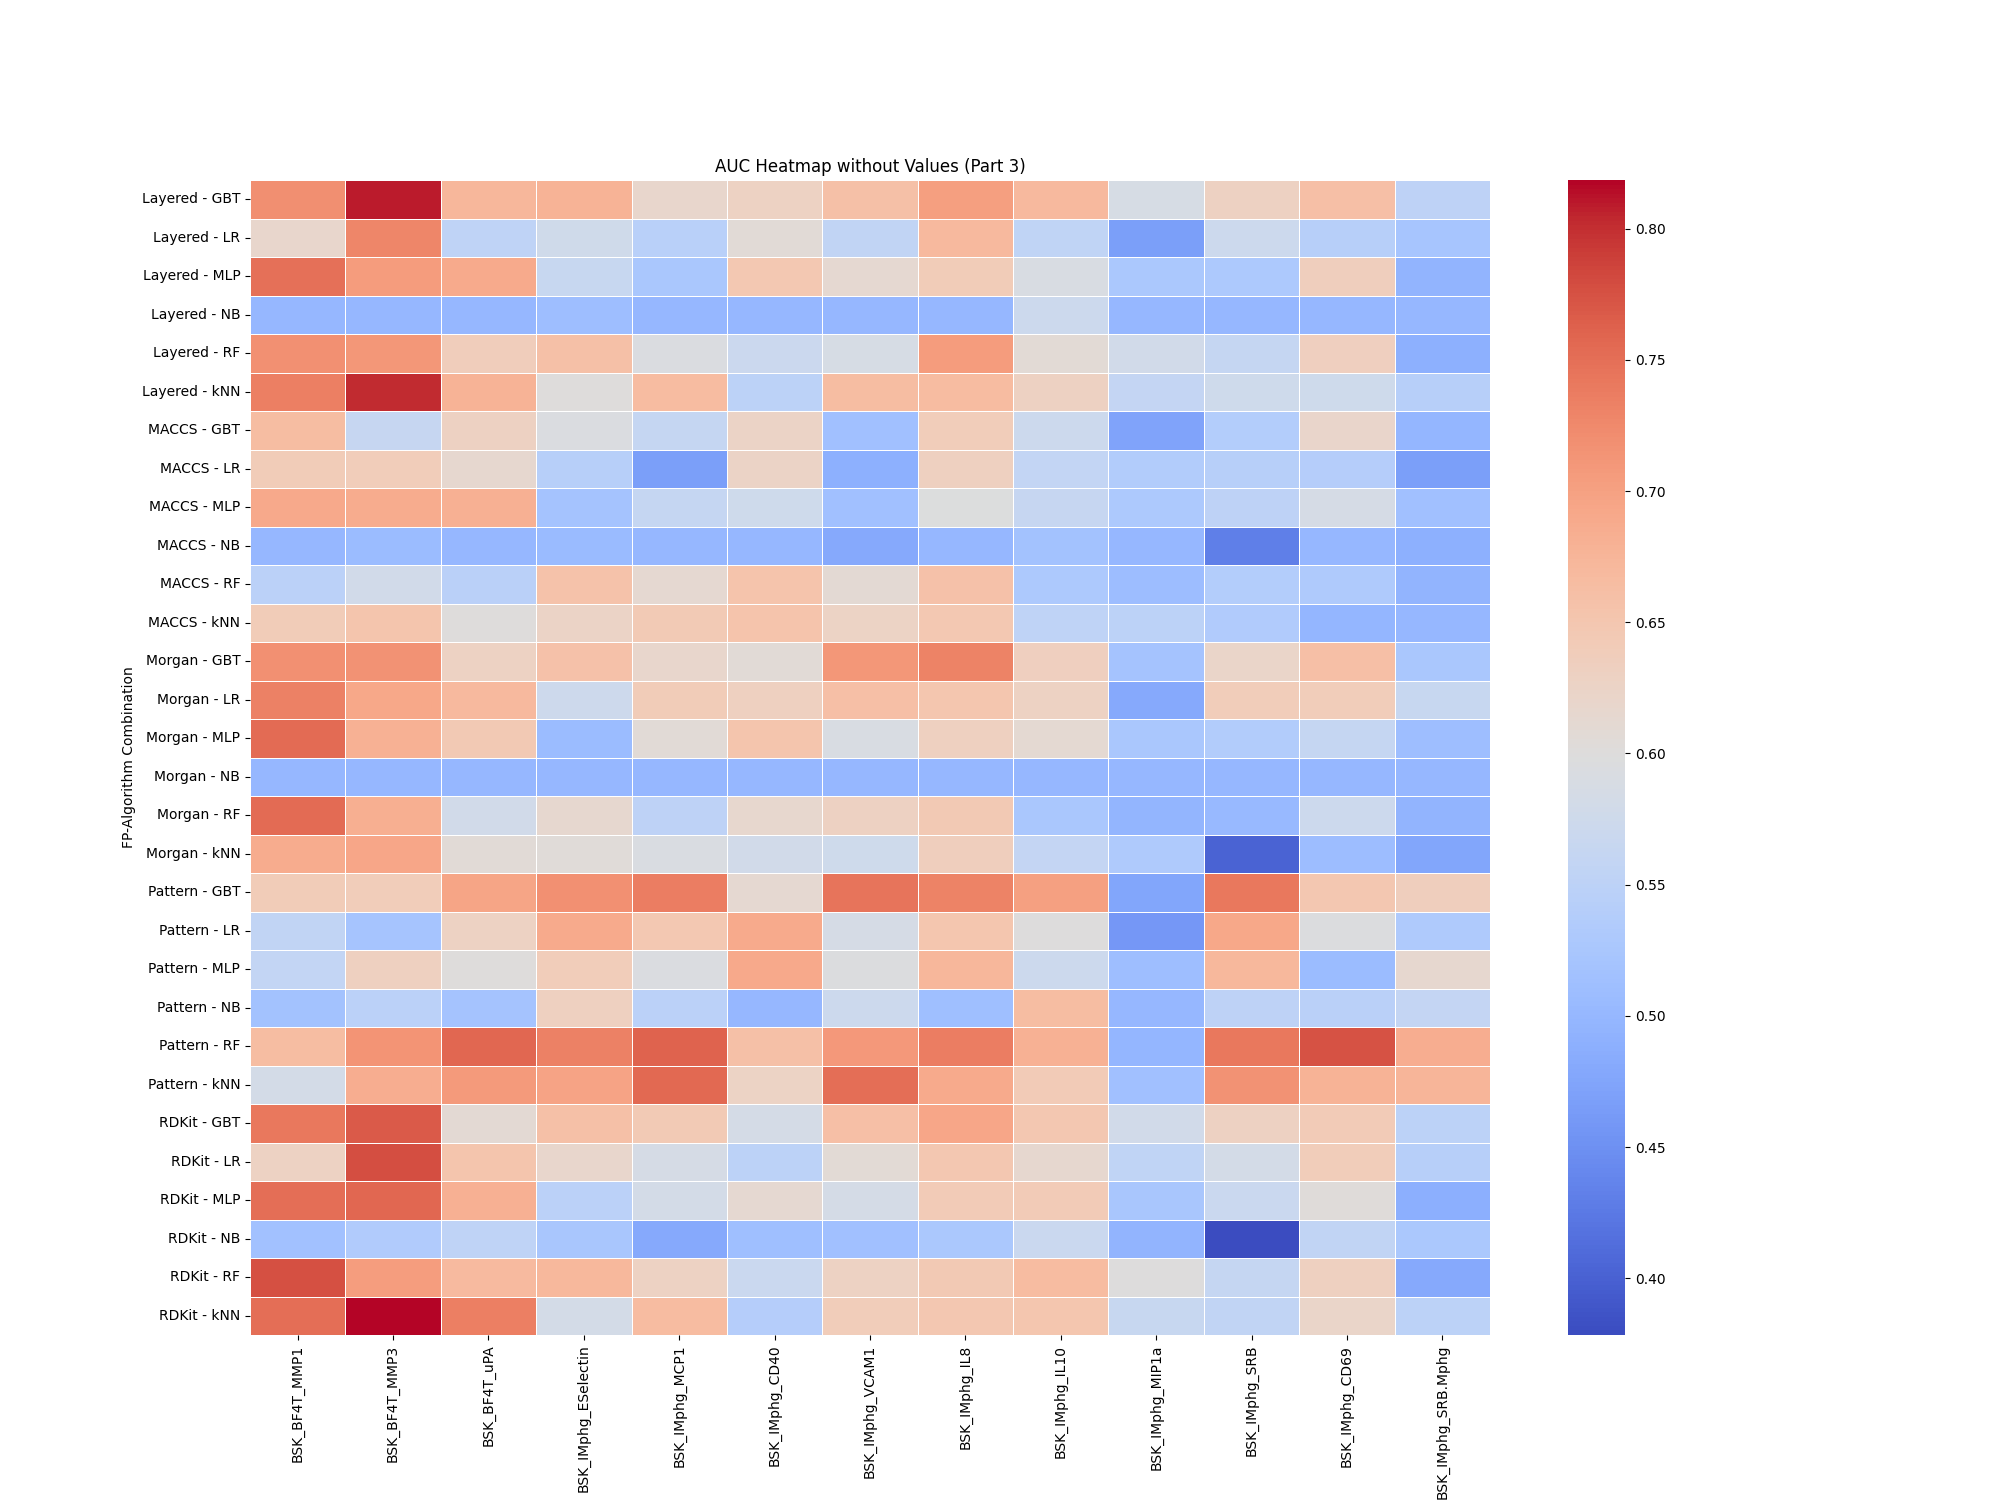 AUC Heatmap without Values (Part 3)
FP-Algorithm Combination
Layered - GBT
Layered - LR
Layered - MLP
Layered - NB
Layered - RF
Layered - kNN
MACCS - GBT
MACCS - LR
MACCS - MLP
MACCS - NB
MACCS - RF
MACCS - kNN
Morgan - GBT
Morgan - LR
Morgan - MLP
Morgan - NB
Morgan - RF
Morgan - kNN
Pattern - GBT
Pattern - LR
Pattern - MLP
Pattern - NB
Pattern - RF
Pattern - kNN
RDKit - GBT
RDKit - LR
RDKit - MLP
RDKit - NB
RDKit - RF
RDKit - kNN
BSK_BF4T_MMP1
BSK_BF4T_MMP3
BSK_BF4T_uPA
BSK_IMphg_ESelectin
BSK_IMphg_MCP1
BSK_IMphg_CD40
BSK_IMphg_VCAM1
BSK_IMphg_IL8
BSK_IMphg_IL10
BSK_IMphg_MIP1a
BSK_IMphg_SRB
BSK_IMphg_CD69
BSK_IMphg_SRB.Mphg
0.80
0.75
0.70
0.65
0.60
0.55
0.50
0.45
0.40